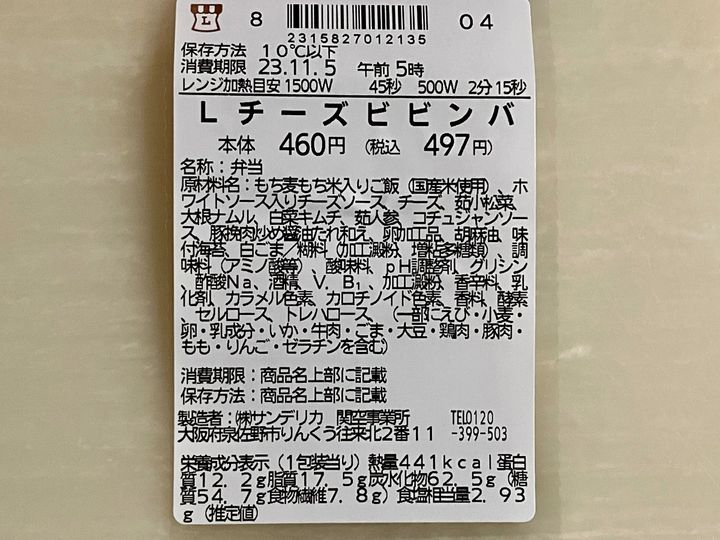 L 8 04
2315827012135
保存方法 10℃以下
消費期限 23.11.5 午前 5時
レンジ加熱目安 1500W 45秒 500W 2分15秒
Lチーズビビンバ
本体 460円 (税込 497円)
名称：弁当
原材料名：もち麦もち米入りご飯（国産米使用）、ホ
ワイトソース入りチーズソース、チーズ、茹小松菜、
大根ナムル、白菜キムチ、茹人参、コチュジャンソー
ス、豚挽肉炒め醤油たれ和え、卵加工品、胡麻油、味
付海苔、白ごま／糊料（加工澱粉、増粘多糖類）、調
味料（アミノ酸等）、酸味料、pH調整剤、グリシン
、酢酸Na、酒精、V．B₁、加工澱粉、香辛料、乳
化剤、カラメル色素、カロチノイド色素、香料、酵素
、セルロース、トレハロース、（一部にえび・小麦・
卵・乳成分・いか・牛肉・ごま・大豆・鶏肉・豚肉・
もも・りんご・ゼラチンを含む）
消費期限：商品名上部に記載
保存方法：商品名上部に記載
製造者：㈱サンデリカ 関空事業所 TEL0120
大阪府泉佐野市りんくう往来北2番11 -399-503
栄養成分表示（1包装当り）熱量441kcal蛋白
質12.2g脂質17.5g炭水化物62.5g（糖
質54.7g食物繊維7.8g）食塩相当量2.93
g（推定値）